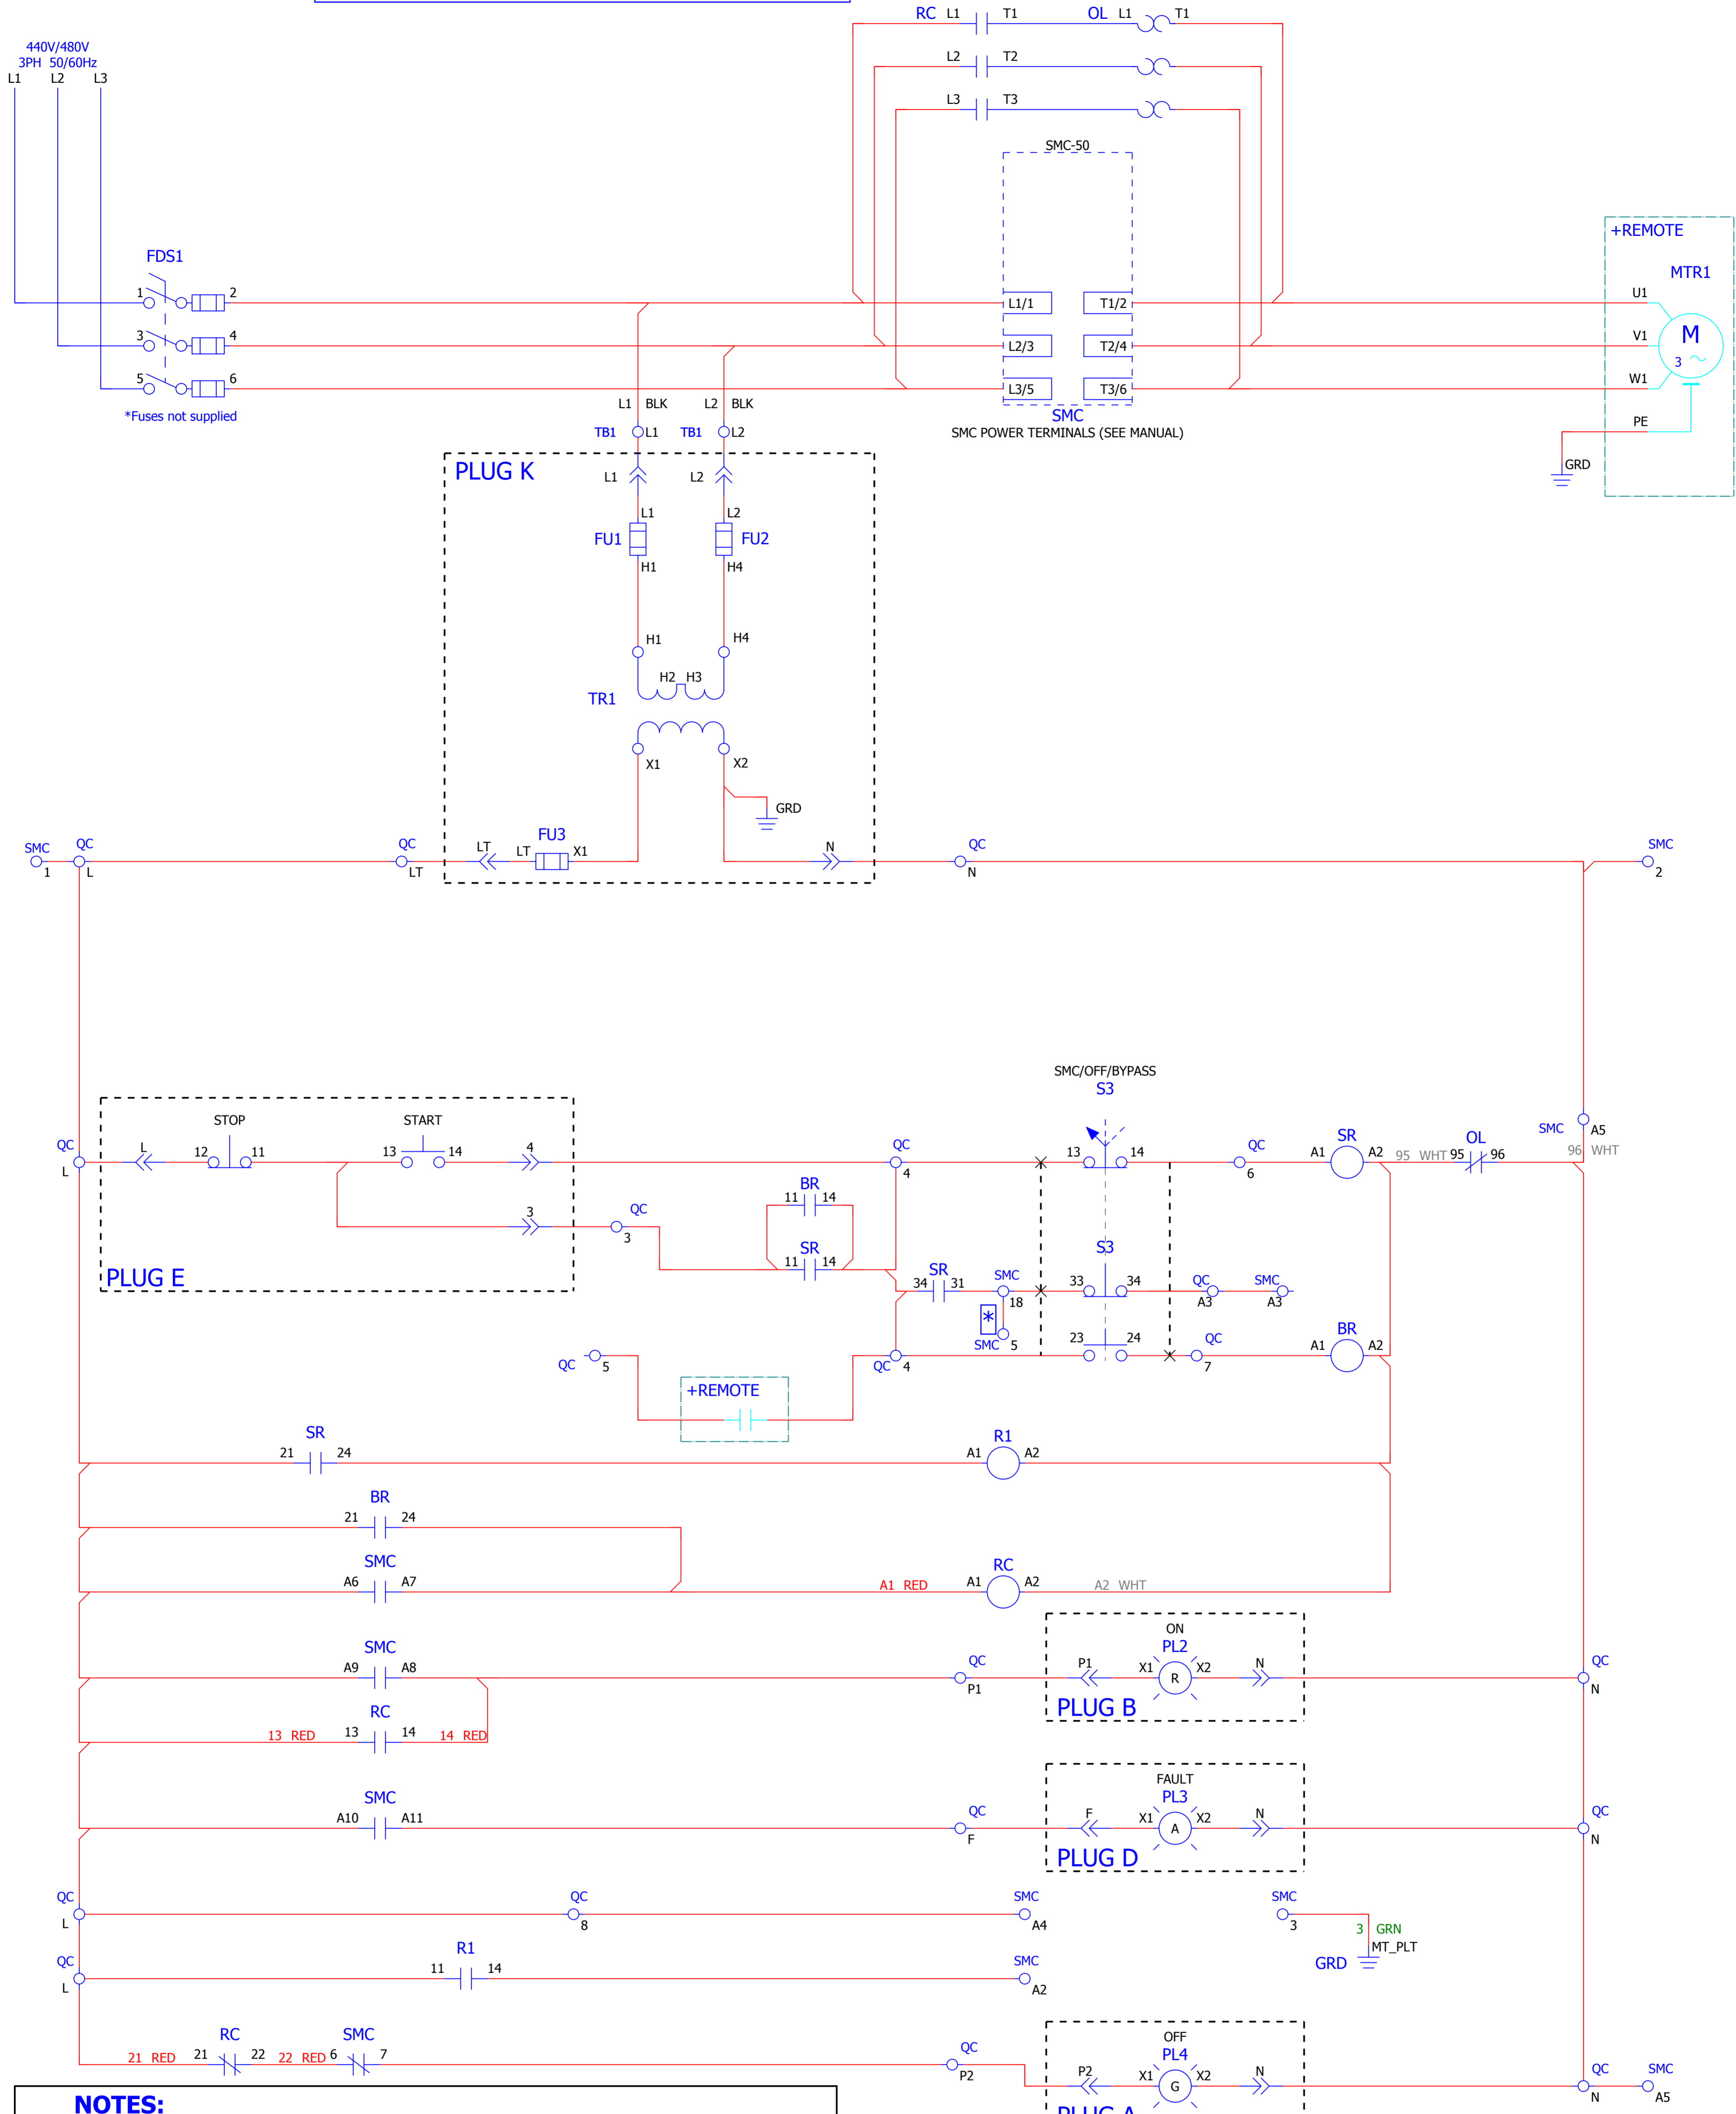 RC L1 T1 OL L1 T1
440V/480V
3PH 50/60Hz
L1 L2 L3
L2 T2
L3 T3
SMC-50
+REMOTE
MTR1
FDS1
1 2 L1/1 T1/2 U1
3 4 L2/3 T2/4 V1
M
3
5 6 L3/5 T3/6 W1
*Fuses not supplied
L1 BLK L2 BLK
SMC
TB1 L1 TB1 L2
SMC POWER TERMINALS (SEE MANUAL)
PE
GRD
PLUG K
L1 L2
L1 L2
FU1 FU2
H1 H4
H1 H4
H2 H3
TR1
X1 X2
GRD
FU3
SMC QC QC LT LT X1 N QC SMC
1 L LT N 2
SMC/OFF/BYPASS
S3
STOP START
SMC A5
QC L 12 11 13 14 4 QC 13 14 QC SR A1 A2 95 WHT OL 95 96 96 WHT
L 4 6
BR
11 14
3 QC
3
SR
11 14
S3
PLUG E
SR
34 31 SMC 33 34 QC SMC
18 A3 A3
*
SMC 5
23 24 QC BR A1 A2
QC 5 QC 4 7
+REMOTE
SR R1
21 24 A1 A2
BR
21 24
SMC RC
A6 A7 A1 RED A1 A2 A2 WHT
ON
SMC PL2
A9 A8 QC P1 X1 X2 N QC
P1 R N
PLUG B
RC
13 RED 13 14 14 RED
FAULT
SMC PL3
A10 A11 QC F X1 X2 N QC
F A N
PLUG D
QC QC SMC SMC
L 8 A4 3
3 GRN
MT_PLT
GRD
QC R1 SMC
L 11 14 A2
OFF
RC SMC PL4
21 RED 21 22 22 RED 6 7 QC
P2
P2 X1 X2 N QC SMC
G N A5
NOTES:
PLUG A